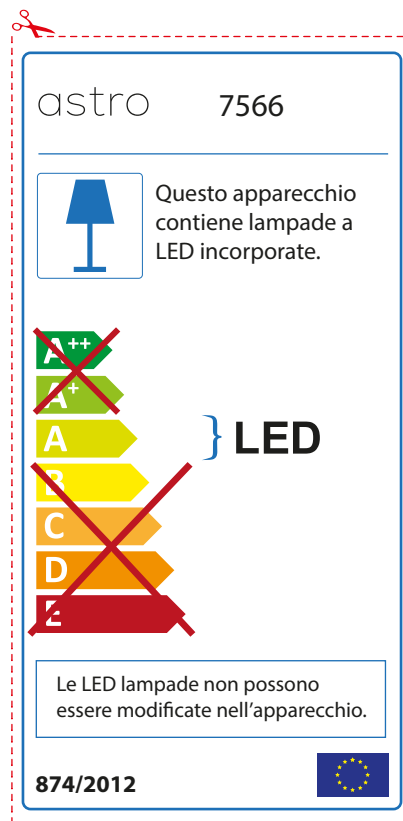 astro 7566
Questo apparecchio
contiene lampade a
LED incorporate.
A++
A+
A
} LED
B
C
D
E
Le LED lampade non possono
essere modificate nell'apparecchio.
874/2012